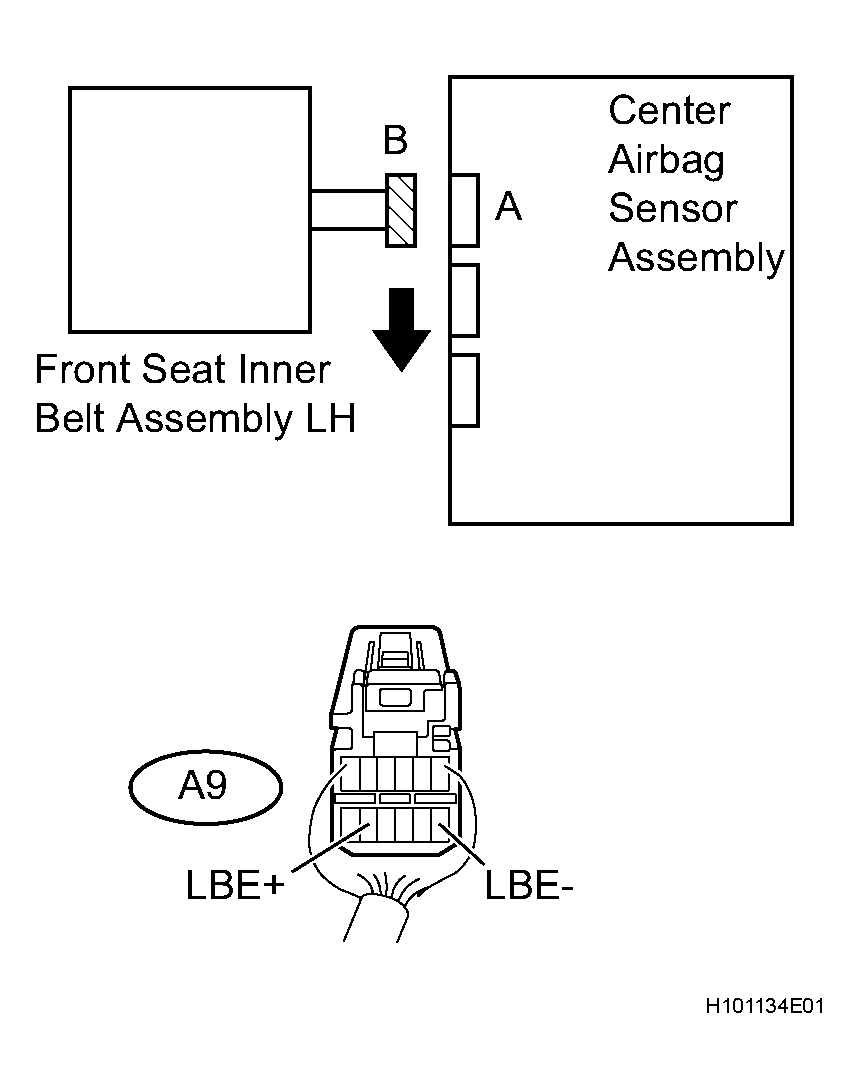 Center
Airbag
Sensor
Assembly
B
A
Front Seat Inner
Belt Assembly LH
A9
LBE+
LBE-
H101134E01